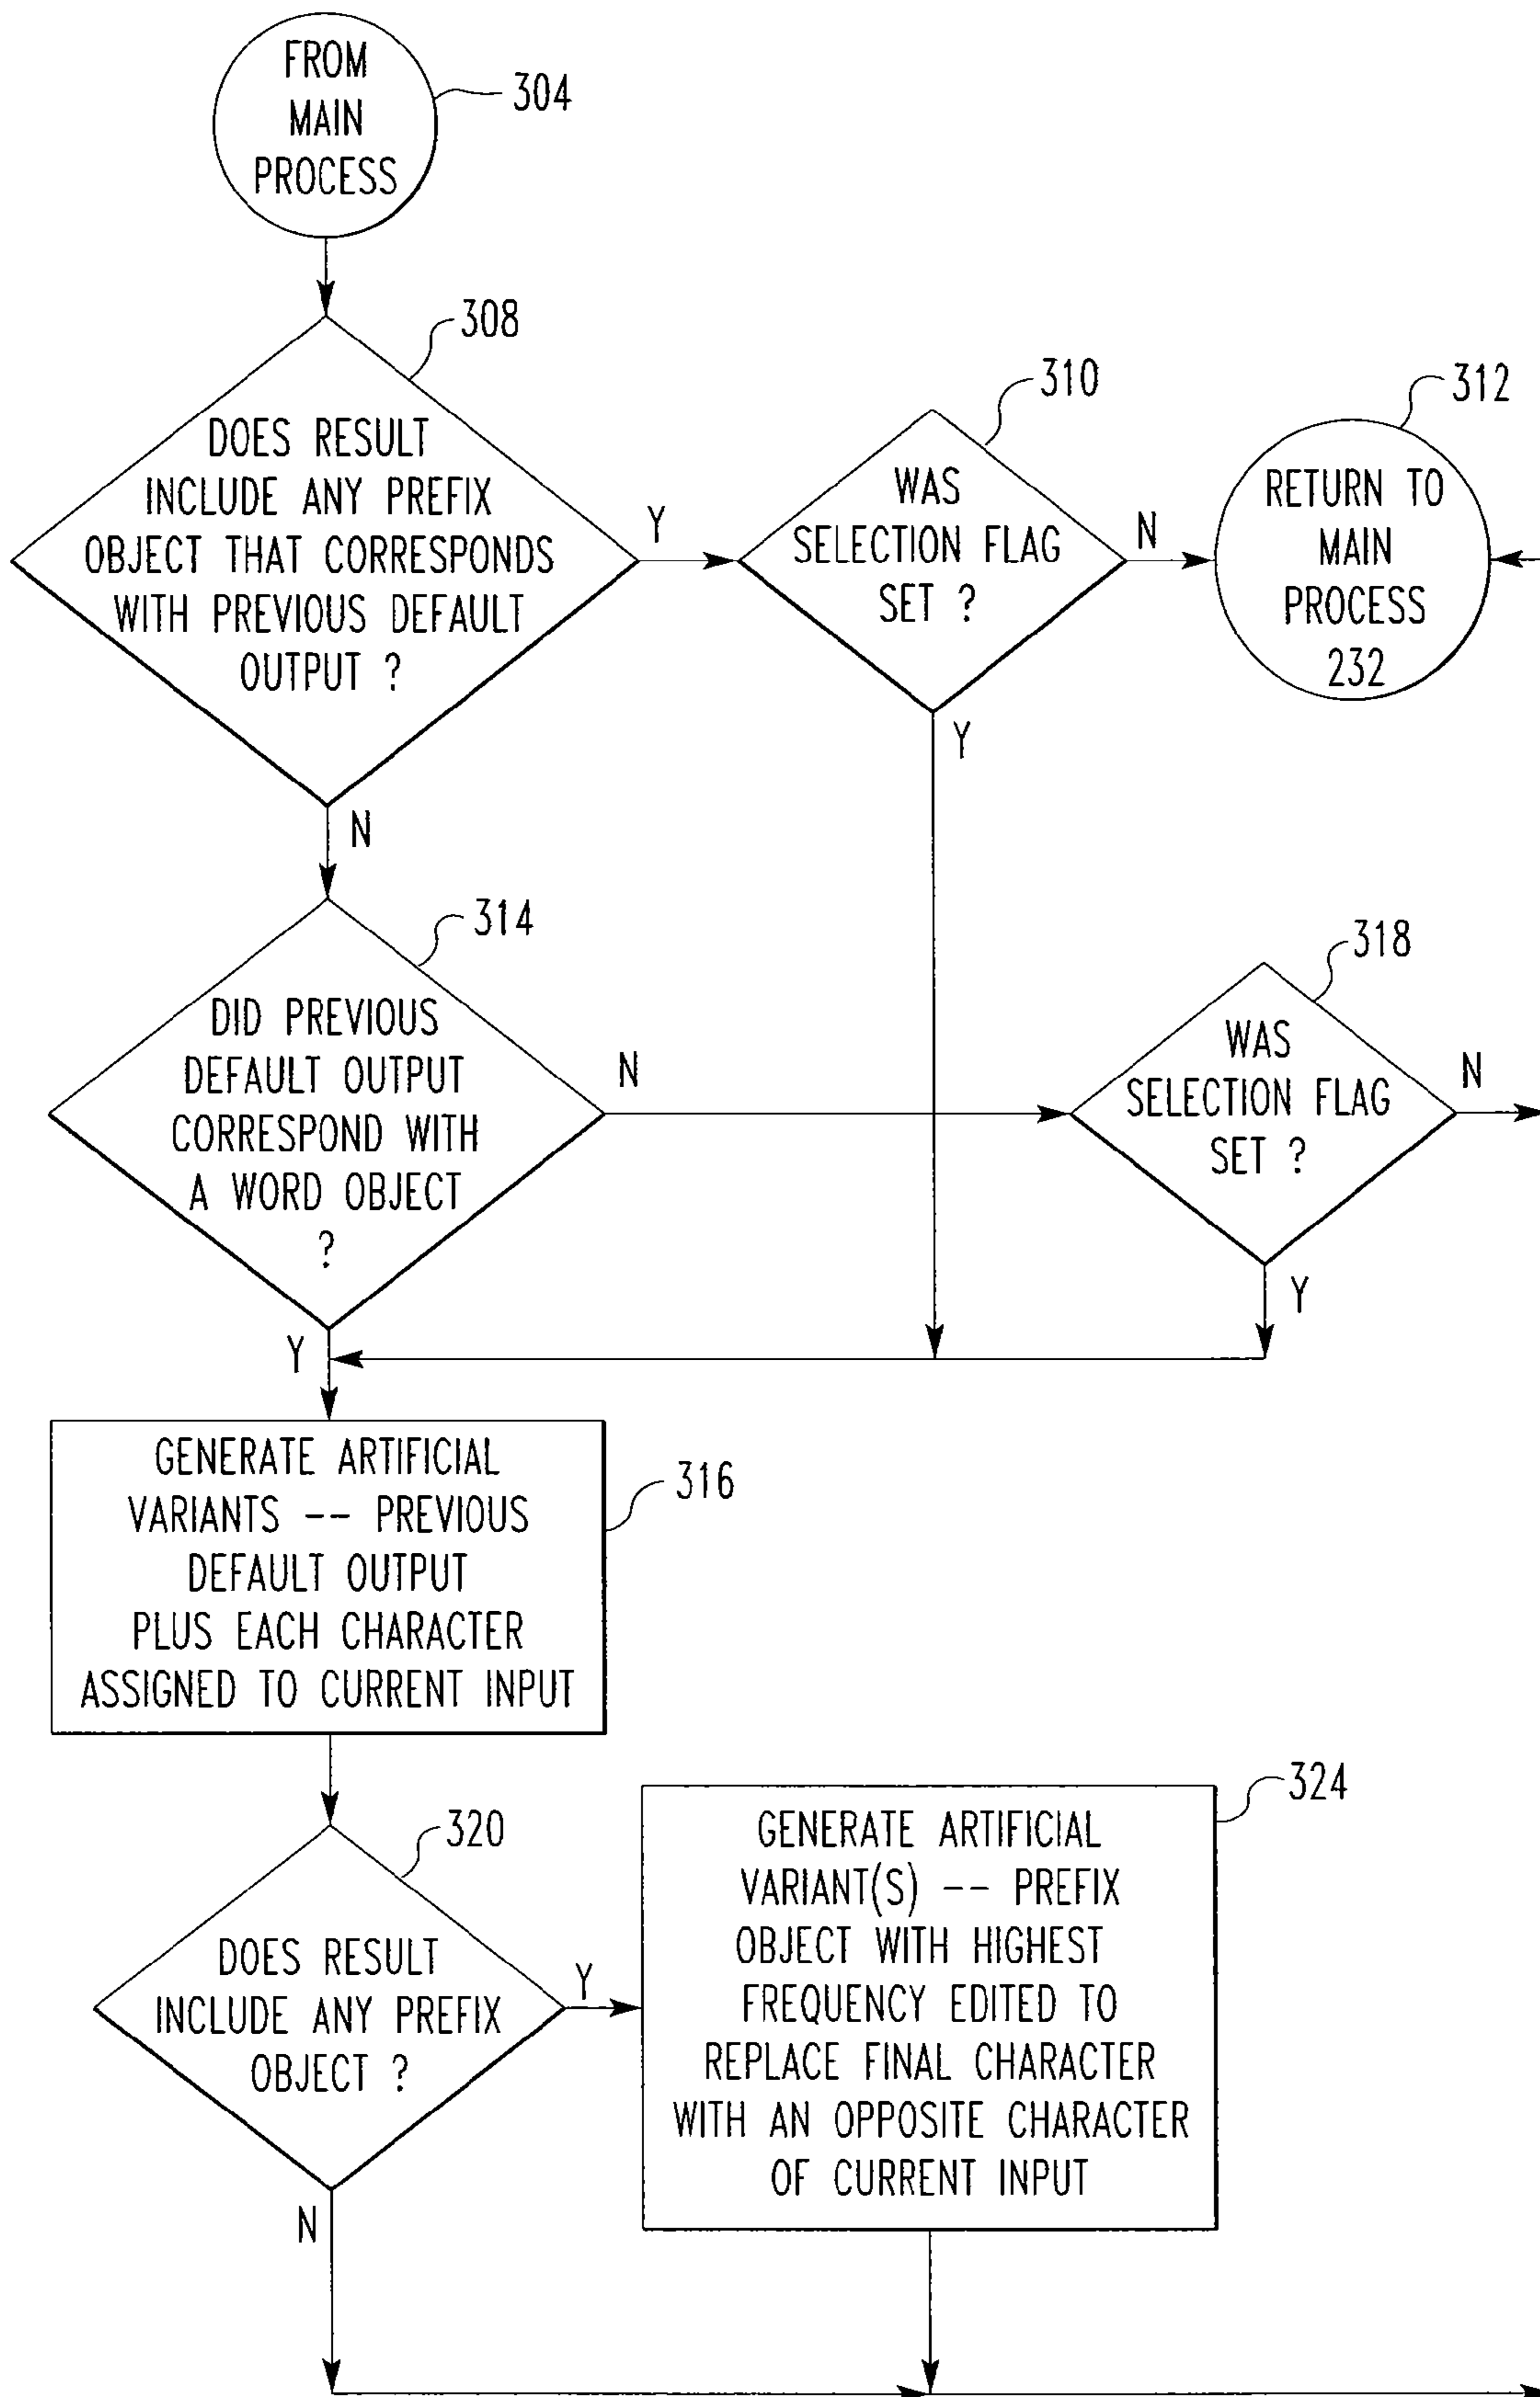 FROM
MAIN
PROCESS
304
308
DOES RESULT
INCLUDE ANY PREFIX
OBJECT THAT CORRESPONDS
WITH PREVIOUS DEFAULT
OUTPUT ?
Y
N
310
WAS
SELECTION FLAG
SET ?
N
Y
312
RETURN TO
MAIN
PROCESS
232
314
DID PREVIOUS
DEFAULT OUTPUT
CORRESPOND WITH
A WORD OBJECT
?
N
Y
318
WAS
SELECTION FLAG
SET ?
N
Y
316
GENERATE ARTIFICIAL
VARIANTS -- PREVIOUS
DEFAULT OUTPUT
PLUS EACH CHARACTER
ASSIGNED TO CURRENT INPUT
320
DOES RESULT
INCLUDE ANY PREFIX
OBJECT ?
Y
N
324
GENERATE ARTIFICIAL
VARIANT(S) -- PREFIX
OBJECT WITH HIGHEST
FREQUENCY EDITED TO
REPLACE FINAL CHARACTER
WITH AN OPPOSITE CHARACTER
OF CURRENT INPUT